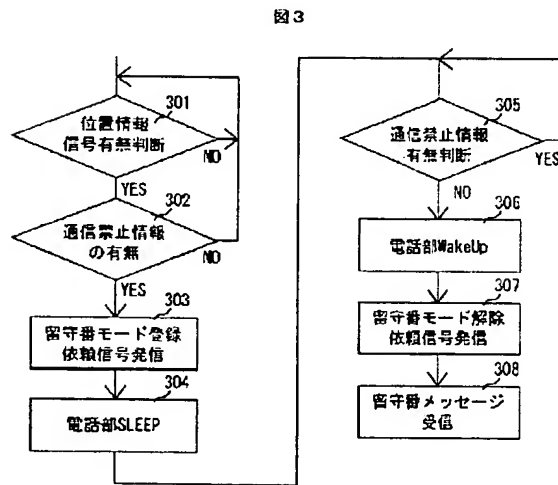 図3
301
位置情報
信号有無判断
NO
YES
302
通信禁止情報
の有無
NO
YES
303
留守番モード登録
依頼信号発信
304
電話部SLEEP
305
通信禁止情報
有無判断
YES
NO
306
電話部WakeUp
307
留守番モード解除
依頼信号発信
308
留守番メッセージ
受信